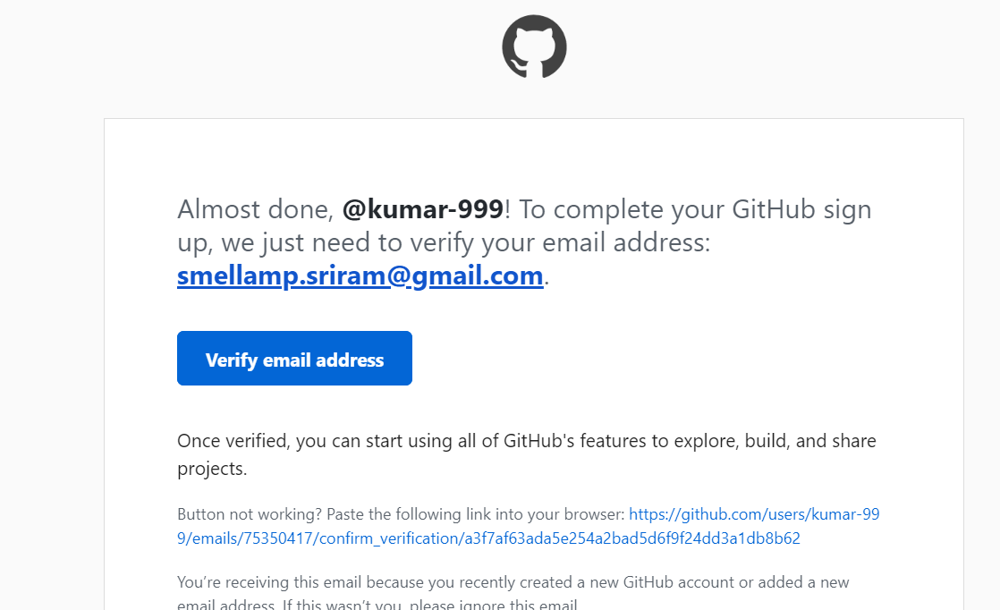 Almost done, @kumar-999! To complete your GitHub sign
up, we just need to verify your email address:
smellamp.sriram@gmail.com.
Verify email address
Once verified, you can start using all of GitHub's features to explore, build, and share
projects.
Button not working? Paste the following link into your browser: https://github.com/users/kumar-99
9/emails/75350417/confirm_verification/a3f7af63ada5e254a2bad5d6f9f24dd3a1db8b62
You’re receiving this email because you recently created a new GitHub account or added a new
email address. If this wasn’t you, please ignore this email.